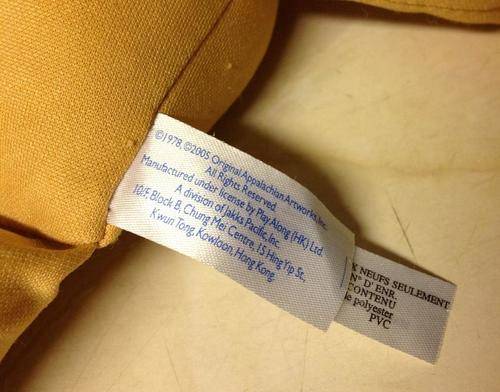 ©1978, ©2005 Original Appalachian Artworks, Inc.
All Rights Reserved.
Manufactured under license by Play Along (HK) Ltd.
A division of Jakks Pacific, Inc.
10/F, Block B, Chung Mei Centre, 15 Hing Yip St.,
Kwun Tong, Kowloon, Hong Kong.
NEUFS SEULEMENT
N° D'ENR.
CONTENU
polyester
PVC